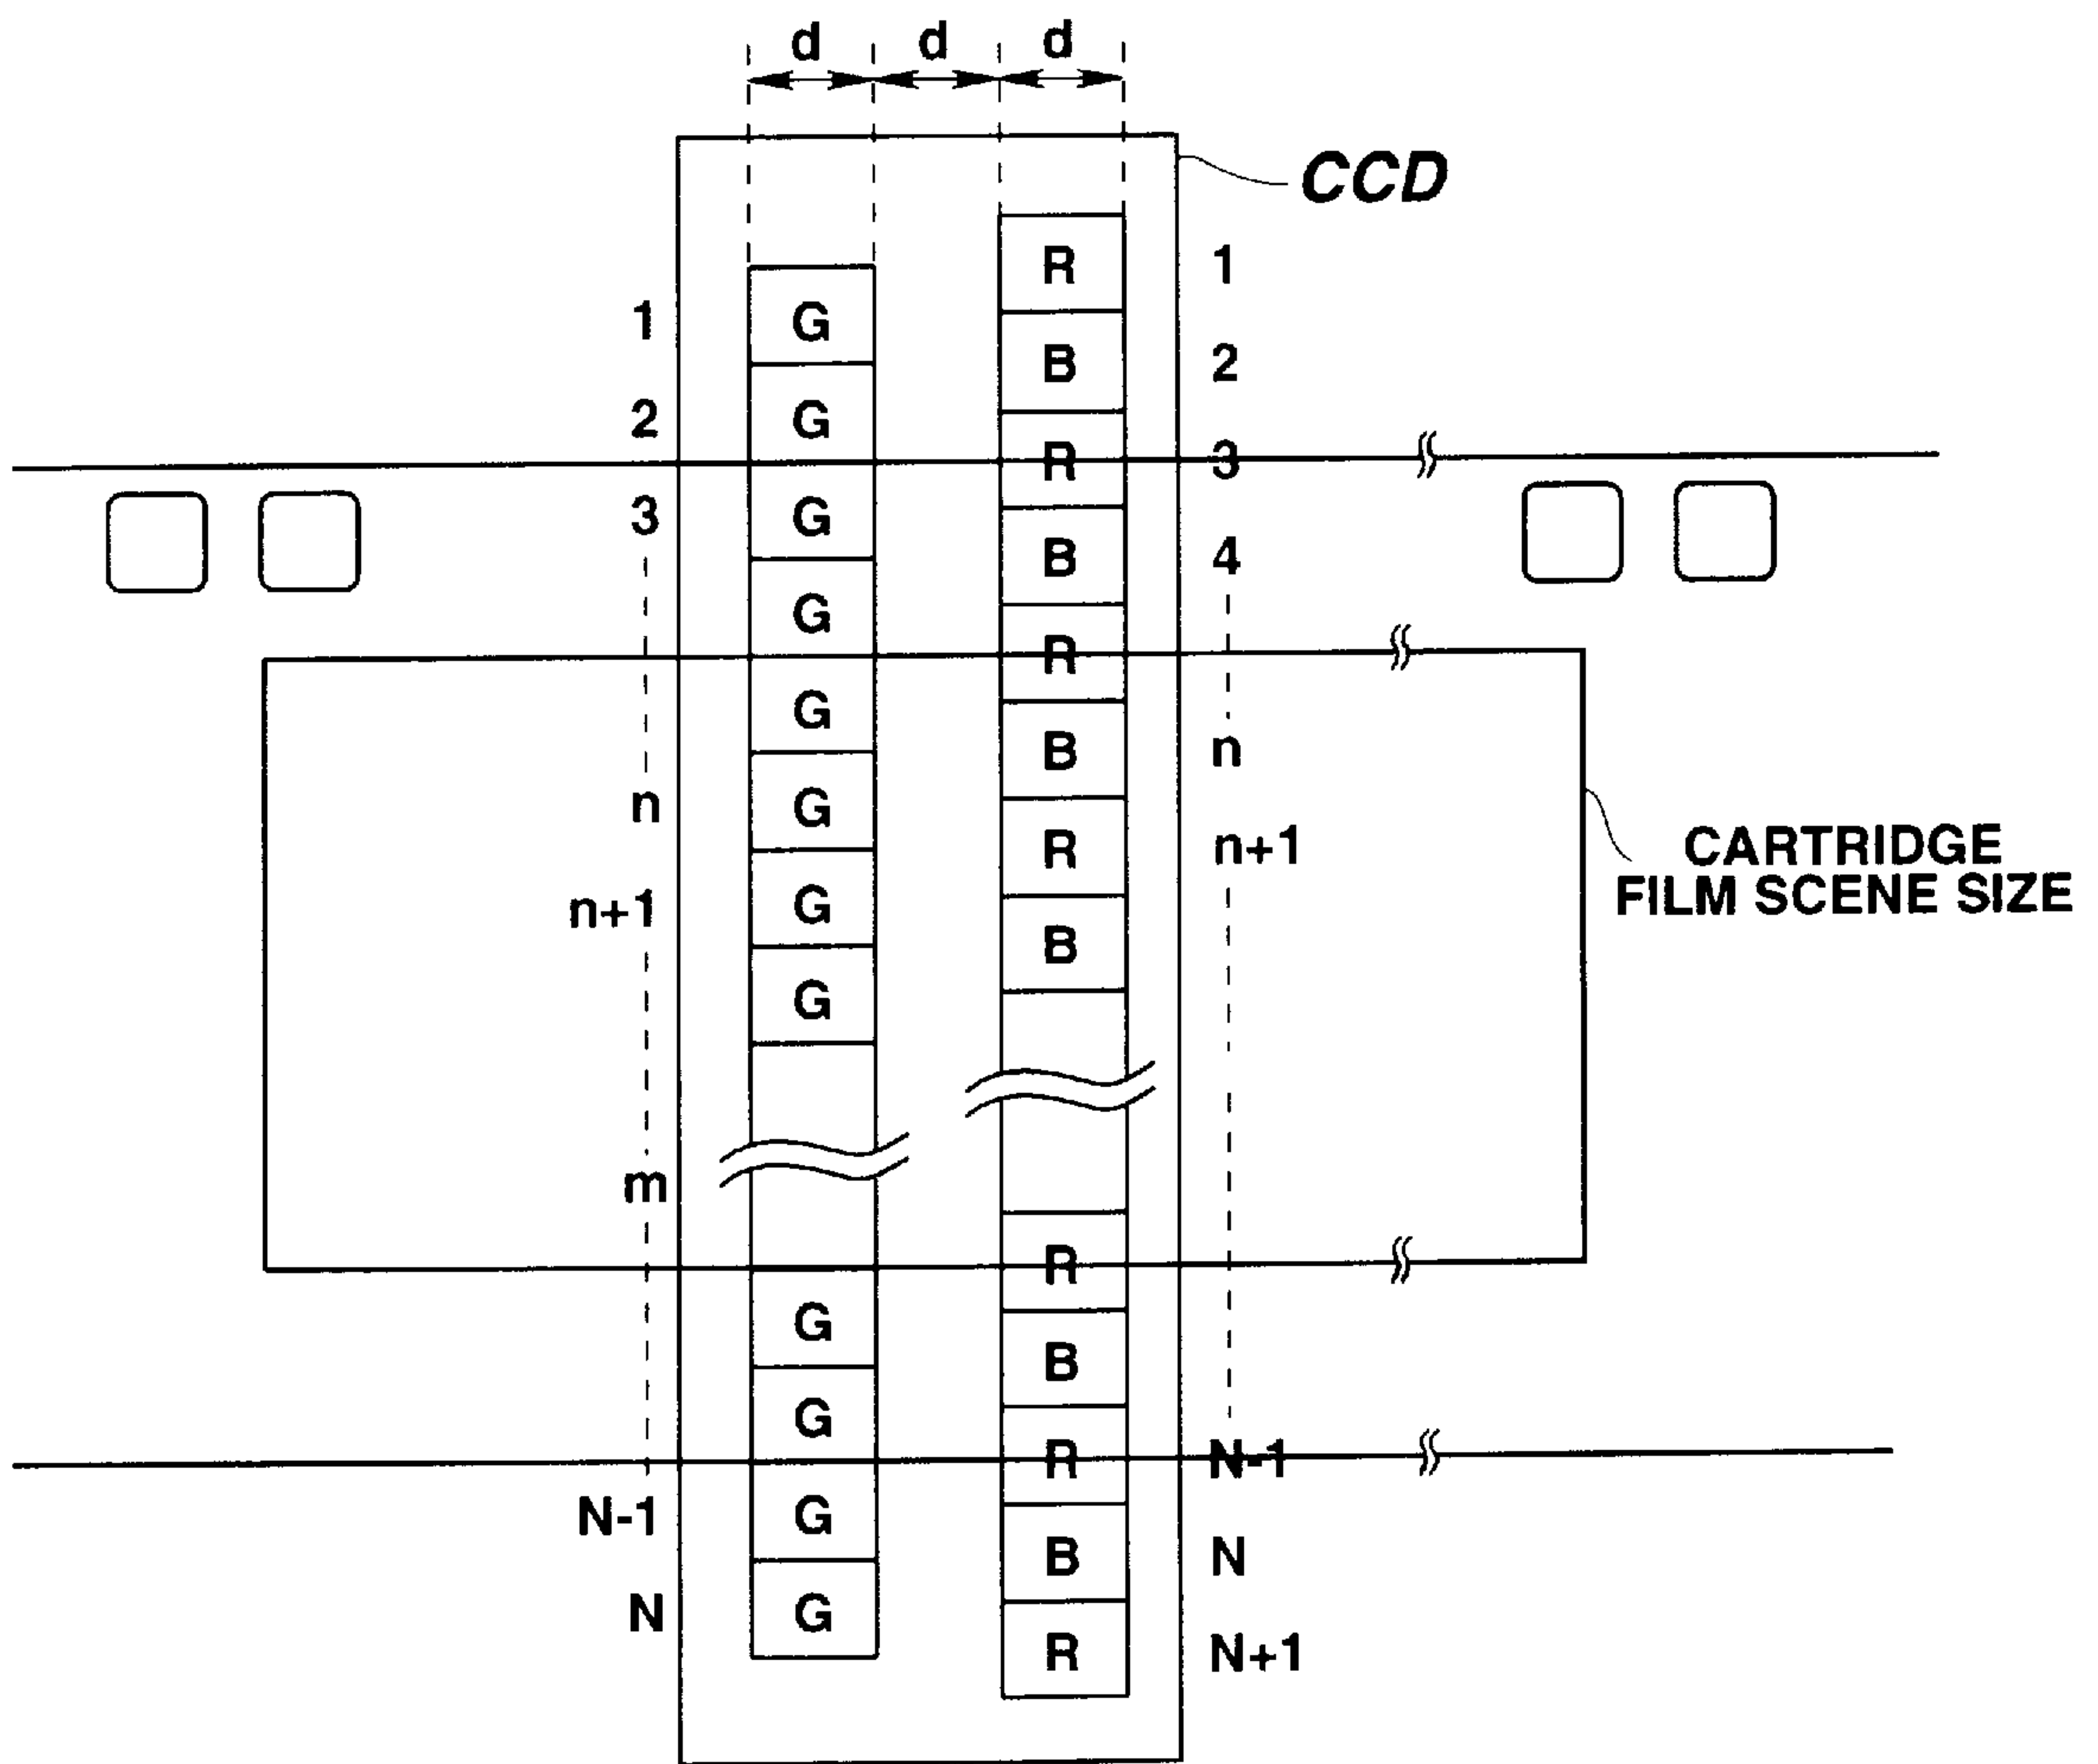 d d d
CCD
R 1
1 G
B 2
2 G
R 3
3 G
B 4
G
R
G
B n
n G
R n+1
n+1 G
B
G
m
R
G
B
G
R N-1
N-1 G
B N
N G
R N+1
CARTRIDGE
FILM SCENE SIZE